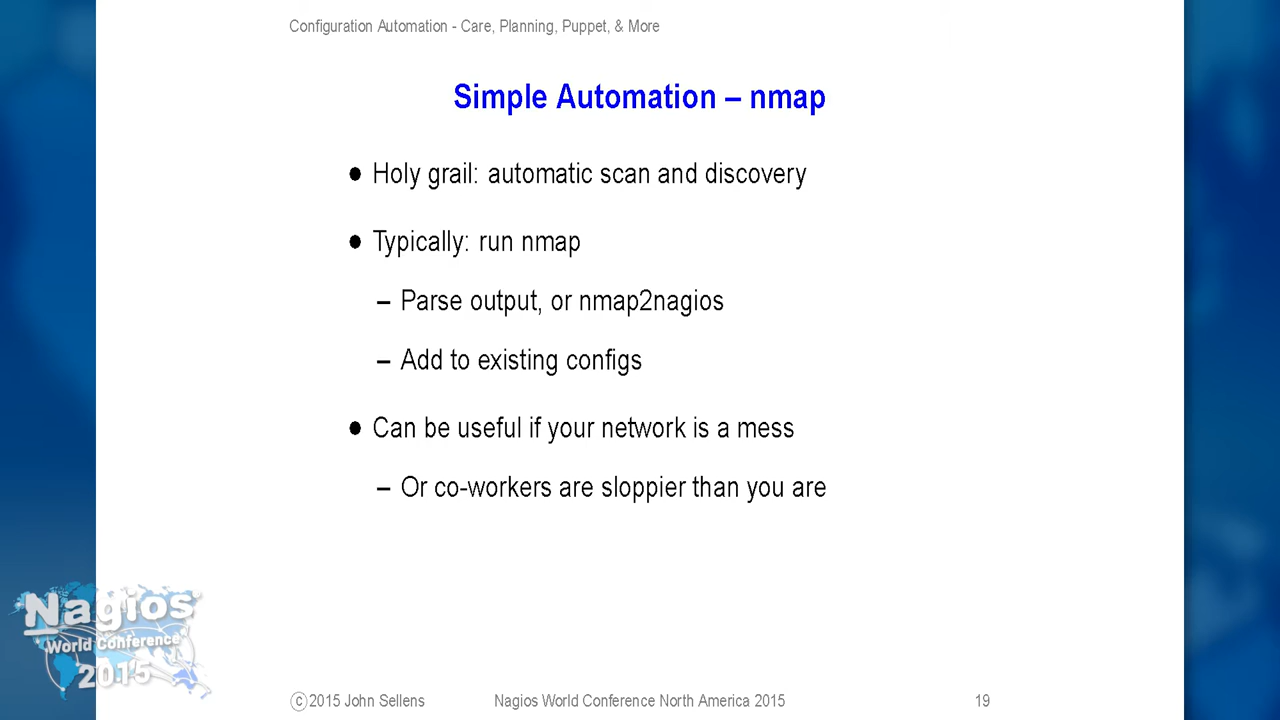 Configuration Automation - Care, Planning, Puppet, & More
Simple Automation – nmap
● Holy grail: automatic scan and discovery
● Typically: run nmap
– Parse output, or nmap2nagios
– Add to existing configs
● Can be useful if your network is a mess
– Or co-workers are sloppier than you are
Nagios
World Conference
2015
©2015 John Sellens Nagios World Conference North America 2015 19